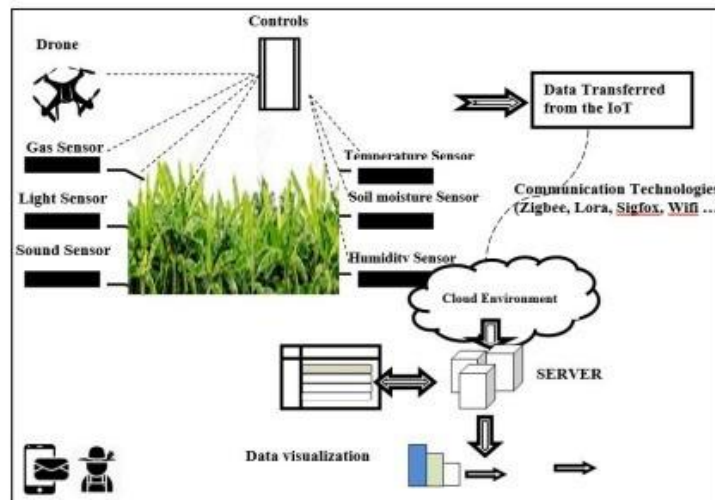 Controls
Drone
Data Transferred
from the IoT
Gas Sensor
Temperature Sensor
Light Sensor
Soil moisture Sensor
Communication Technologies
(Zigbee, Lora, Sigfox, Wifi ...
Sound Sensor
Humidity Sensor
Cloud Environment
SERVER
Data visualization